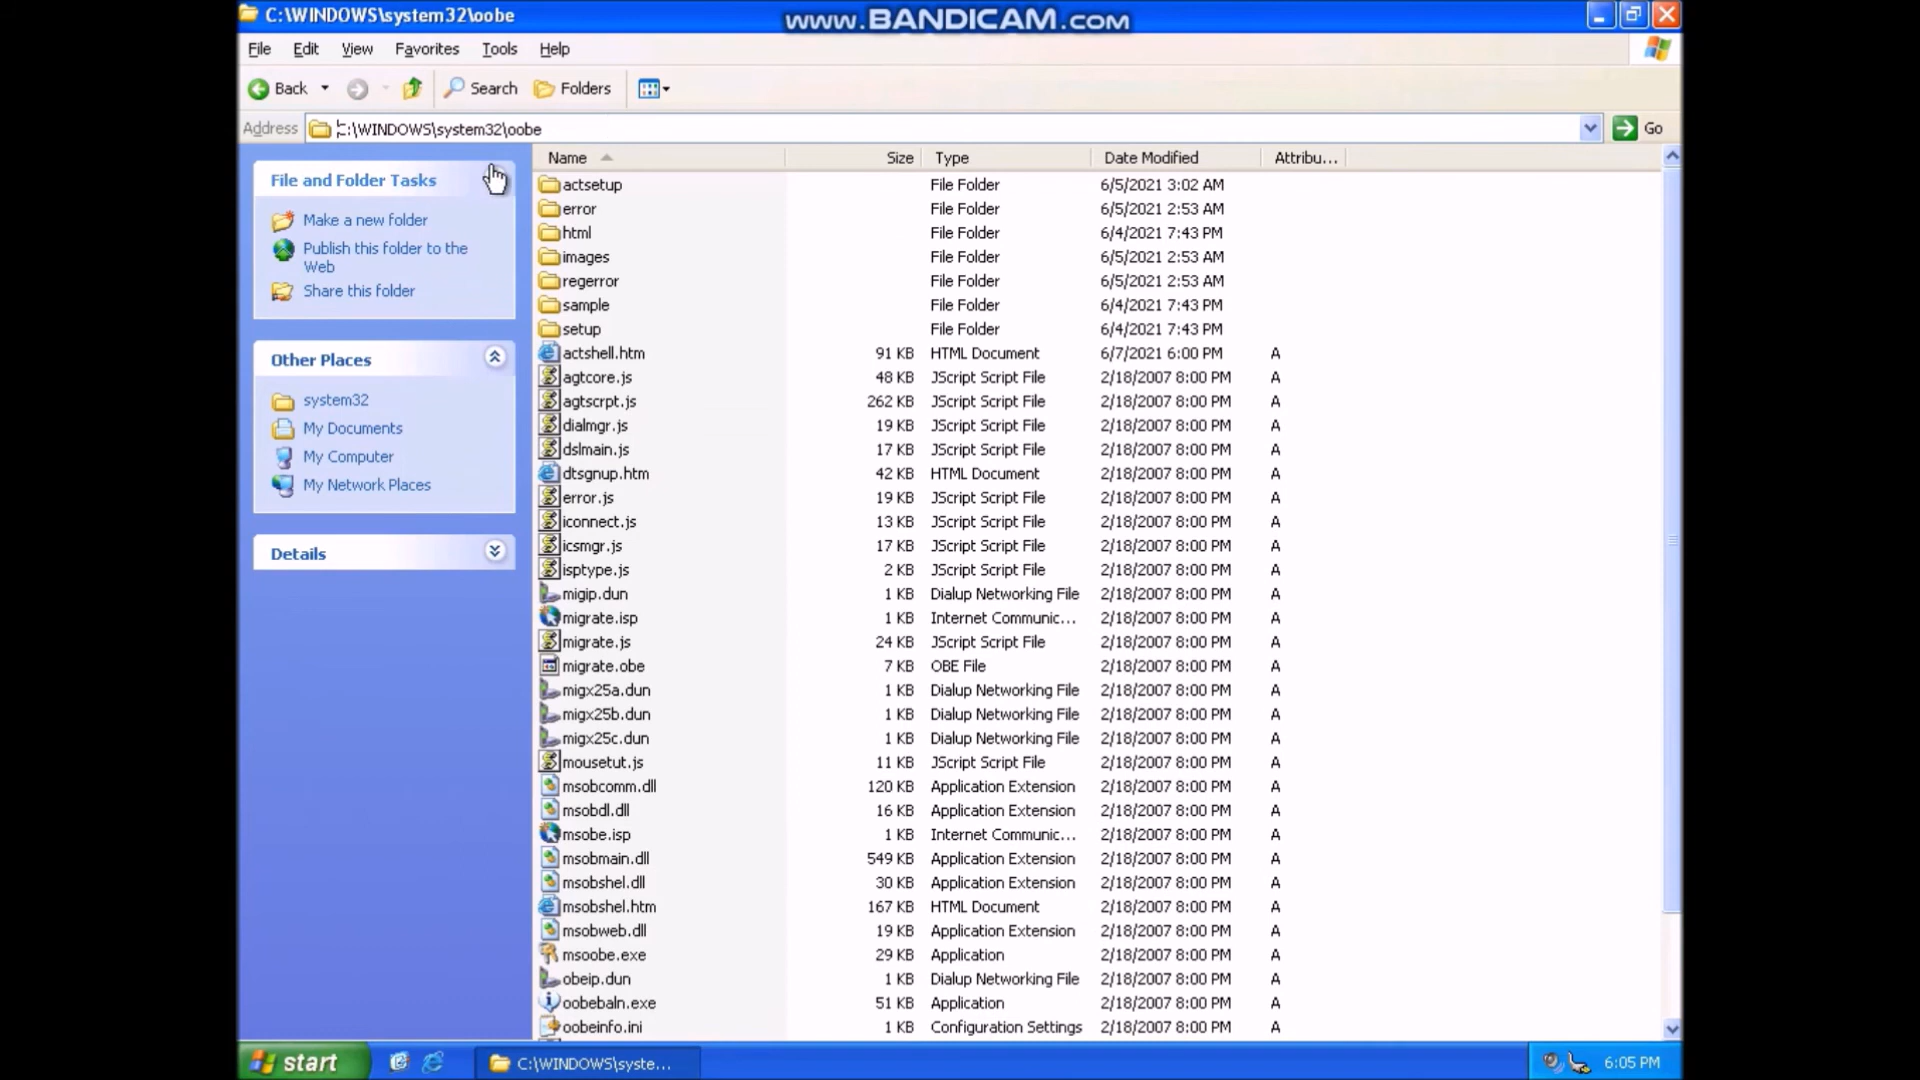 C:\WINDOWS\system32\oobe
www.BANDICAM.com
File Edit View Favorites Tools Help
Back Search Folders
Address C:\WINDOWS\system32\oobe Go
File and Folder Tasks
Make a new folder
Publish this folder to the
Web
Share this folder
Other Places
system32
My Documents
My Computer
My Network Places
Details
Name Size Type Date Modified Attribu...
actsetup File Folder 6/5/2021 3:02 AM
error File Folder 6/5/2021 2:53 AM
html File Folder 6/4/2021 7:43 PM
images File Folder 6/5/2021 2:53 AM
regerror File Folder 6/5/2021 2:53 AM
sample File Folder 6/4/2021 7:43 PM
setup File Folder 6/4/2021 7:43 PM
actshell.htm 91 KB HTML Document 6/7/2021 6:00 PM A
agtcore.js 48 KB JScript Script File 2/18/2007 8:00 PM A
agtscrpt.js 262 KB JScript Script File 2/18/2007 8:00 PM A
dialmgr.js 19 KB JScript Script File 2/18/2007 8:00 PM A
dslmain.js 17 KB JScript Script File 2/18/2007 8:00 PM A
dtsgnup.htm 42 KB HTML Document 2/18/2007 8:00 PM A
error.js 19 KB JScript Script File 2/18/2007 8:00 PM A
iconnect.js 13 KB JScript Script File 2/18/2007 8:00 PM A
icsmgr.js 17 KB JScript Script File 2/18/2007 8:00 PM A
isptype.js 2 KB JScript Script File 2/18/2007 8:00 PM A
migip.dun 1 KB Dialup Networking File 2/18/2007 8:00 PM A
migrate.isp 1 KB Internet Communic... 2/18/2007 8:00 PM A
migrate.js 24 KB JScript Script File 2/18/2007 8:00 PM A
migrate.obe 7 KB OBE File 2/18/2007 8:00 PM A
migx25a.dun 1 KB Dialup Networking File 2/18/2007 8:00 PM A
migx25b.dun 1 KB Dialup Networking File 2/18/2007 8:00 PM A
migx25c.dun 1 KB Dialup Networking File 2/18/2007 8:00 PM A
mousetut.js 11 KB JScript Script File 2/18/2007 8:00 PM A
msobcomm.dll 120 KB Application Extension 2/18/2007 8:00 PM A
msobdl.dll 16 KB Application Extension 2/18/2007 8:00 PM A
msobe.isp 1 KB Internet Communic... 2/18/2007 8:00 PM A
msobmain.dll 549 KB Application Extension 2/18/2007 8:00 PM A
msobshel.dll 30 KB Application Extension 2/18/2007 8:00 PM A
msobshel.htm 167 KB HTML Document 2/18/2007 8:00 PM A
msobweb.dll 19 KB Application Extension 2/18/2007 8:00 PM A
msoobe.exe 29 KB Application 2/18/2007 8:00 PM A
obeip.dun 1 KB Dialup Networking File 2/18/2007 8:00 PM A
oobebaln.exe 51 KB Application 2/18/2007 8:00 PM A
oobeinfo.ini 1 KB Configuration Settings 2/18/2007 8:00 PM A
start C:\WINDOWS\syste... 6:05 PM